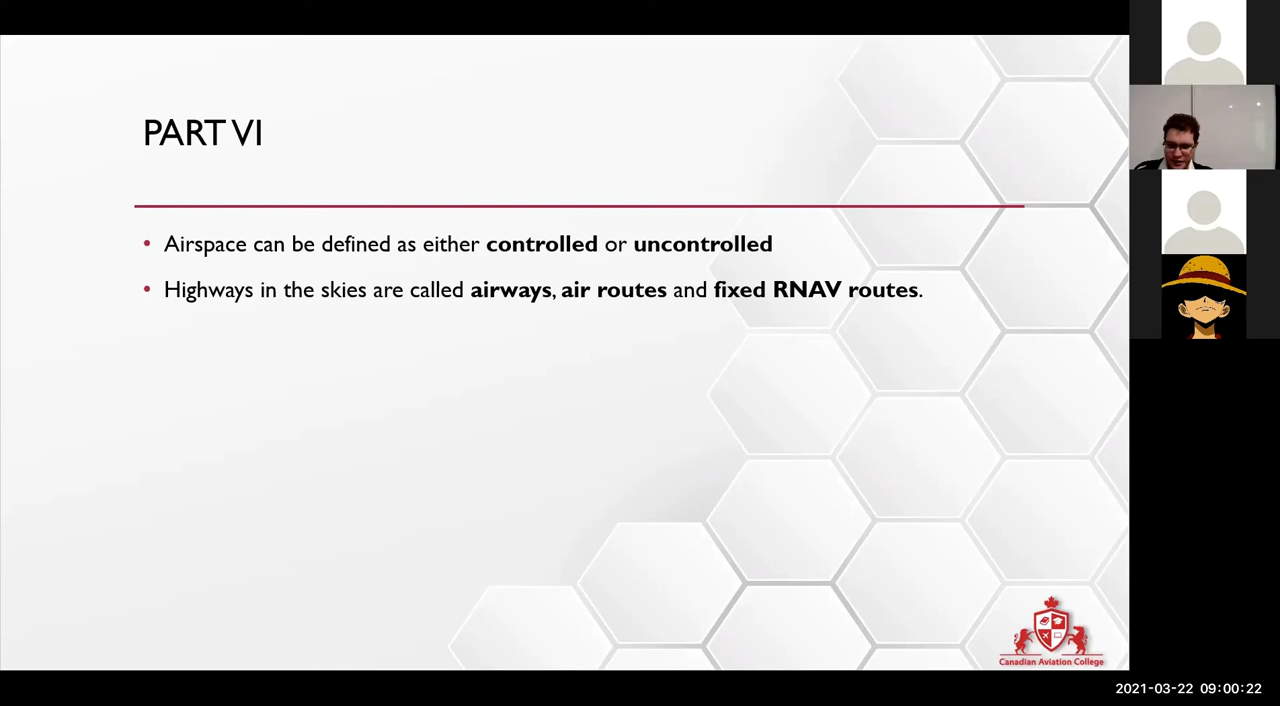 PART VI
• Airspace can be defined as either controlled or uncontrolled
• Highways in the skies are called airways, air routes and fixed RNAV routes.
Canadian Aviation College
2021-03-22 09:00:22